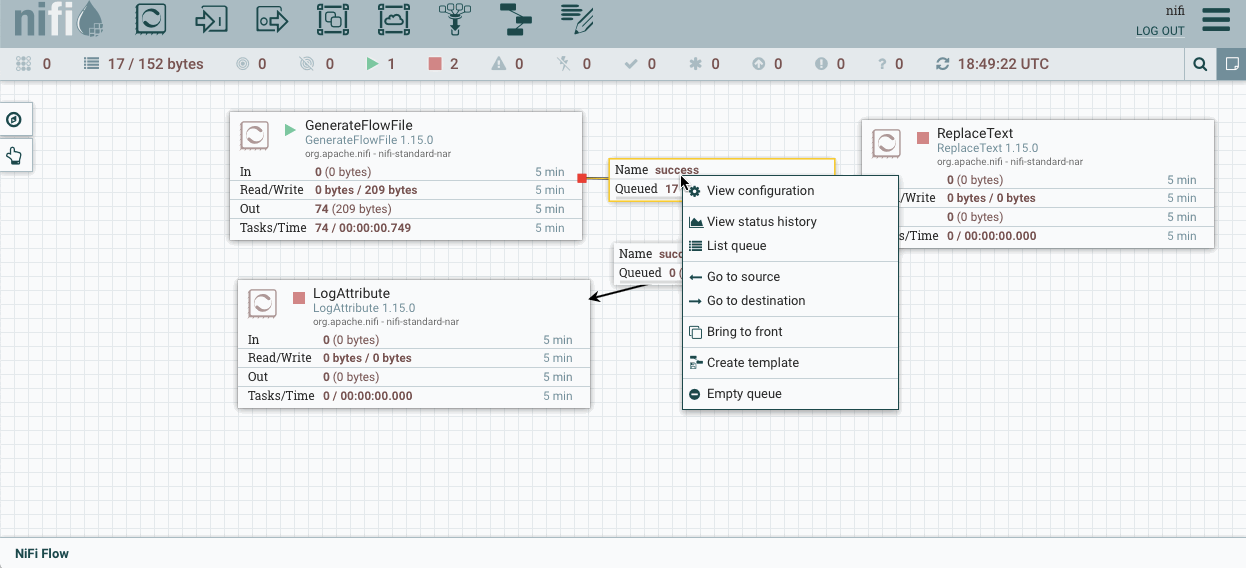 nifi
nifi
LOG OUT
0
17 / 152 bytes
0
0
1
2
0
0
0
0
0
0
? 0
18:49:22 UTC
GenerateFlowFile
GenerateFlowFile 1.15.0
org.apache.nifi - nifi-standard-nar
In 0 (0 bytes) 5 min
Read/Write 0 bytes / 209 bytes 5 min
Out 74 (209 bytes) 5 min
Tasks/Time 74 / 00:00:00.749 5 min
Name success
Queued 17
ReplaceText
ReplaceText 1.15.0
org.apache.nifi - nifi-standard-nar
0 (0 bytes) 5 min
/Write 0 bytes / 0 bytes 5 min
0 (0 bytes) 5 min
s/Time 0 / 00:00:00.000 5 min
View configuration
View status history
List queue
Go to source
Go to destination
Bring to front
Create template
Empty queue
Name succ
Queued 0 (
LogAttribute
LogAttribute 1.15.0
org.apache.nifi - nifi-standard-nar
In 0 (0 bytes) 5 min
Read/Write 0 bytes / 0 bytes 5 min
Out 0 (0 bytes) 5 min
Tasks/Time 0 / 00:00:00.000 5 min
NiFi Flow